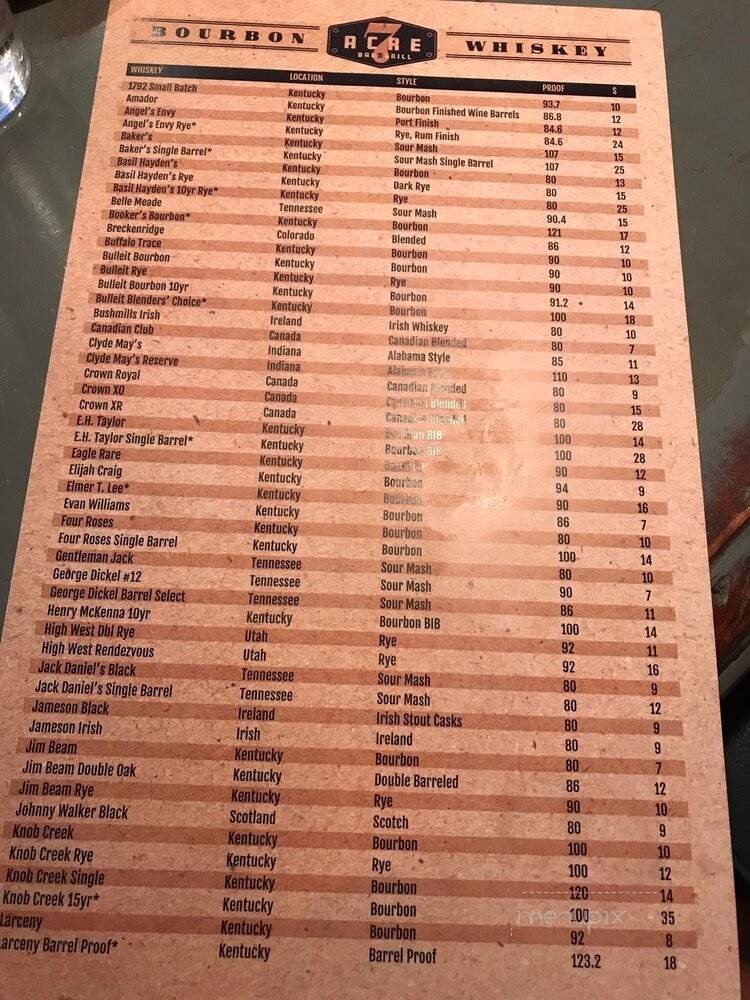 BOURBON 7 ACRE BAR N GRILL WHISKEY
WHISKEY LOCATION STYLE PROOF $
1792 Small Batch Kentucky Bourbon 93.7 10
Amador Kentucky Bourbon Finished Wine Barrels 86.8 12
Angel's Envy Kentucky Port Finish 84.6 12
Angel's Envy Rye* Kentucky Rye, Rum Finish 84.6 24
Baker's Kentucky Sour Mash 107 15
Baker's Single Barrel* Kentucky Sour Mash Single Barrel 107 25
Basil Hayden's Kentucky Bourbon 80 13
Basil Hayden's Rye Kentucky Dark Rye 80 15
Basil Hayden's 10yr Rye* Kentucky Rye 80 25
Belle Meade Tennessee Sour Mash 90.4 15
Booker's Bourbon* Kentucky Bourbon 121 17
Breckenridge Colorado Blended 86 12
Buffalo Trace Kentucky Bourbon 90 10
Bulleit Bourbon Kentucky Bourbon 90 10
Bulleit Rye Kentucky Rye 90 10
Bulleit Bourbon 10yr Kentucky Bourbon 91.2 14
Bulleit Blenders' Choice* Kentucky Bourbon 100 18
Bushmills Irish Ireland Irish Whiskey 80 10
Canadian Club Canada Canadian Blended 80 7
Clyde May's Indiana Alabama Style 85 11
Clyde May's Reserve Indiana Alabama Style 110 13
Crown Royal Canada Canadian Blended 80 9
Crown XO Canada Canadian Blended 80 15
Crown XR Canada Canadian Blended 80 28
E.H. Taylor Kentucky Bourbon BIB 100 14
E.H. Taylor Single Barrel* Kentucky Bourbon BIB 100 28
Eagle Rare Kentucky Bourbon 90 12
Elijah Craig Kentucky Bourbon 94 9
Elmer T. Lee* Kentucky Bourbon 90 16
Evan Williams Kentucky Bourbon 86 7
Four Roses Kentucky Bourbon 80 10
Four Roses Single Barrel Kentucky Bourbon 100 14
Gentleman Jack Tennessee Sour Mash 80 10
George Dickel #12 Tennessee Sour Mash 90 7
George Dickel Barrel Select Tennessee Sour Mash 86 11
Henry McKenna 10yr Kentucky Bourbon BIB 100 14
High West Dbl Rye Utah Rye 92 11
High West Rendezvous Utah Rye 92 16
Jack Daniel's Black Tennessee Sour Mash 80 9
Jack Daniel's Single Barrel Tennessee Sour Mash 80 12
Jameson Black Ireland Irish Stout Casks 80 9
Jameson Irish Irish Ireland 80 9
Jim Beam Kentucky Bourbon 80 7
Jim Beam Double Oak Kentucky Double Barreled 86 12
Jim Beam Rye Kentucky Rye 90 10
Johnny Walker Black Scotland Scotch 80 9
Knob Creek Kentucky Bourbon 100 10
Knob Creek Rye Kentucky Rye 100 12
Knob Creek Single Kentucky Bourbon 120 14
Knob Creek 15yr* Kentucky Bourbon 100 35
Larceny Kentucky Bourbon 92 8
Larceny Barrel Proof* Kentucky Barrel Proof 123.2 18
menupix